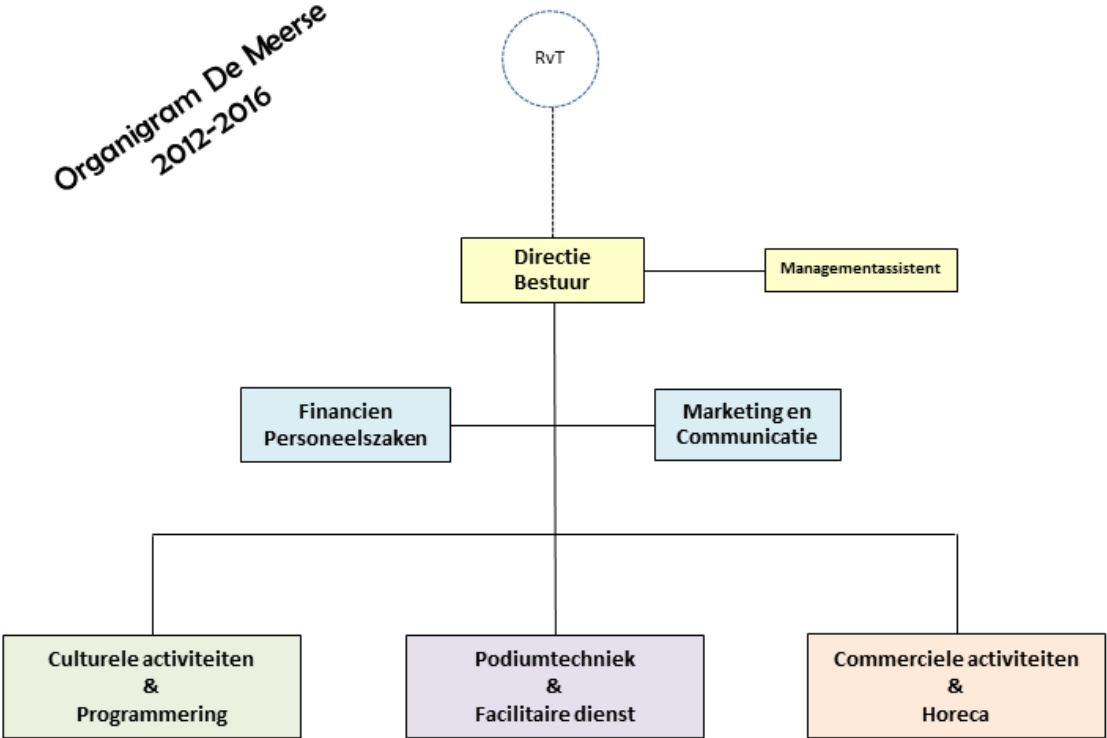 Organigram De Meerse
2012-2016
RvT
Directie
Bestuur
Managementassistent
Financien
Personeelszaken
Marketing en
Communicatie
Culturele activiteiten
&
Programmering
Podiumtechniek
&
Facilitaire dienst
Commerciele activiteiten
&
Horeca